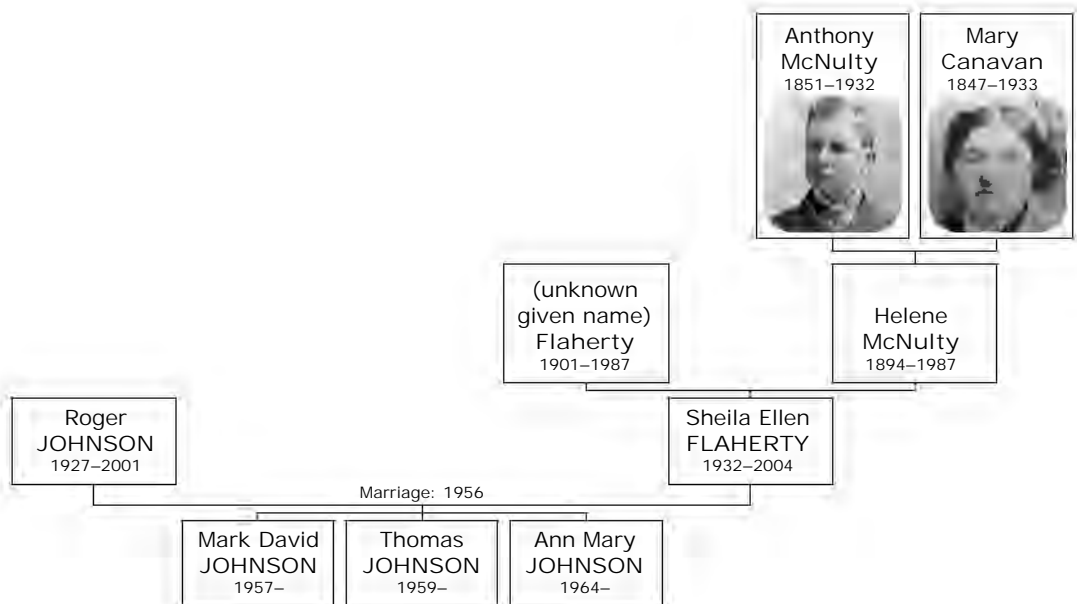 Anthony
McNulty
1851–1932
Mary
Canavan
1847–1933
(unknown
given name)
Flaherty
1901–1987
Helene
McNulty
1894–1987
Roger
JOHNSON
1927–2001
Sheila Ellen
FLAHERTY
1932–2004
Marriage: 1956
Mark David
JOHNSON
1957–
Thomas
JOHNSON
1959–
Ann Mary
JOHNSON
1964–